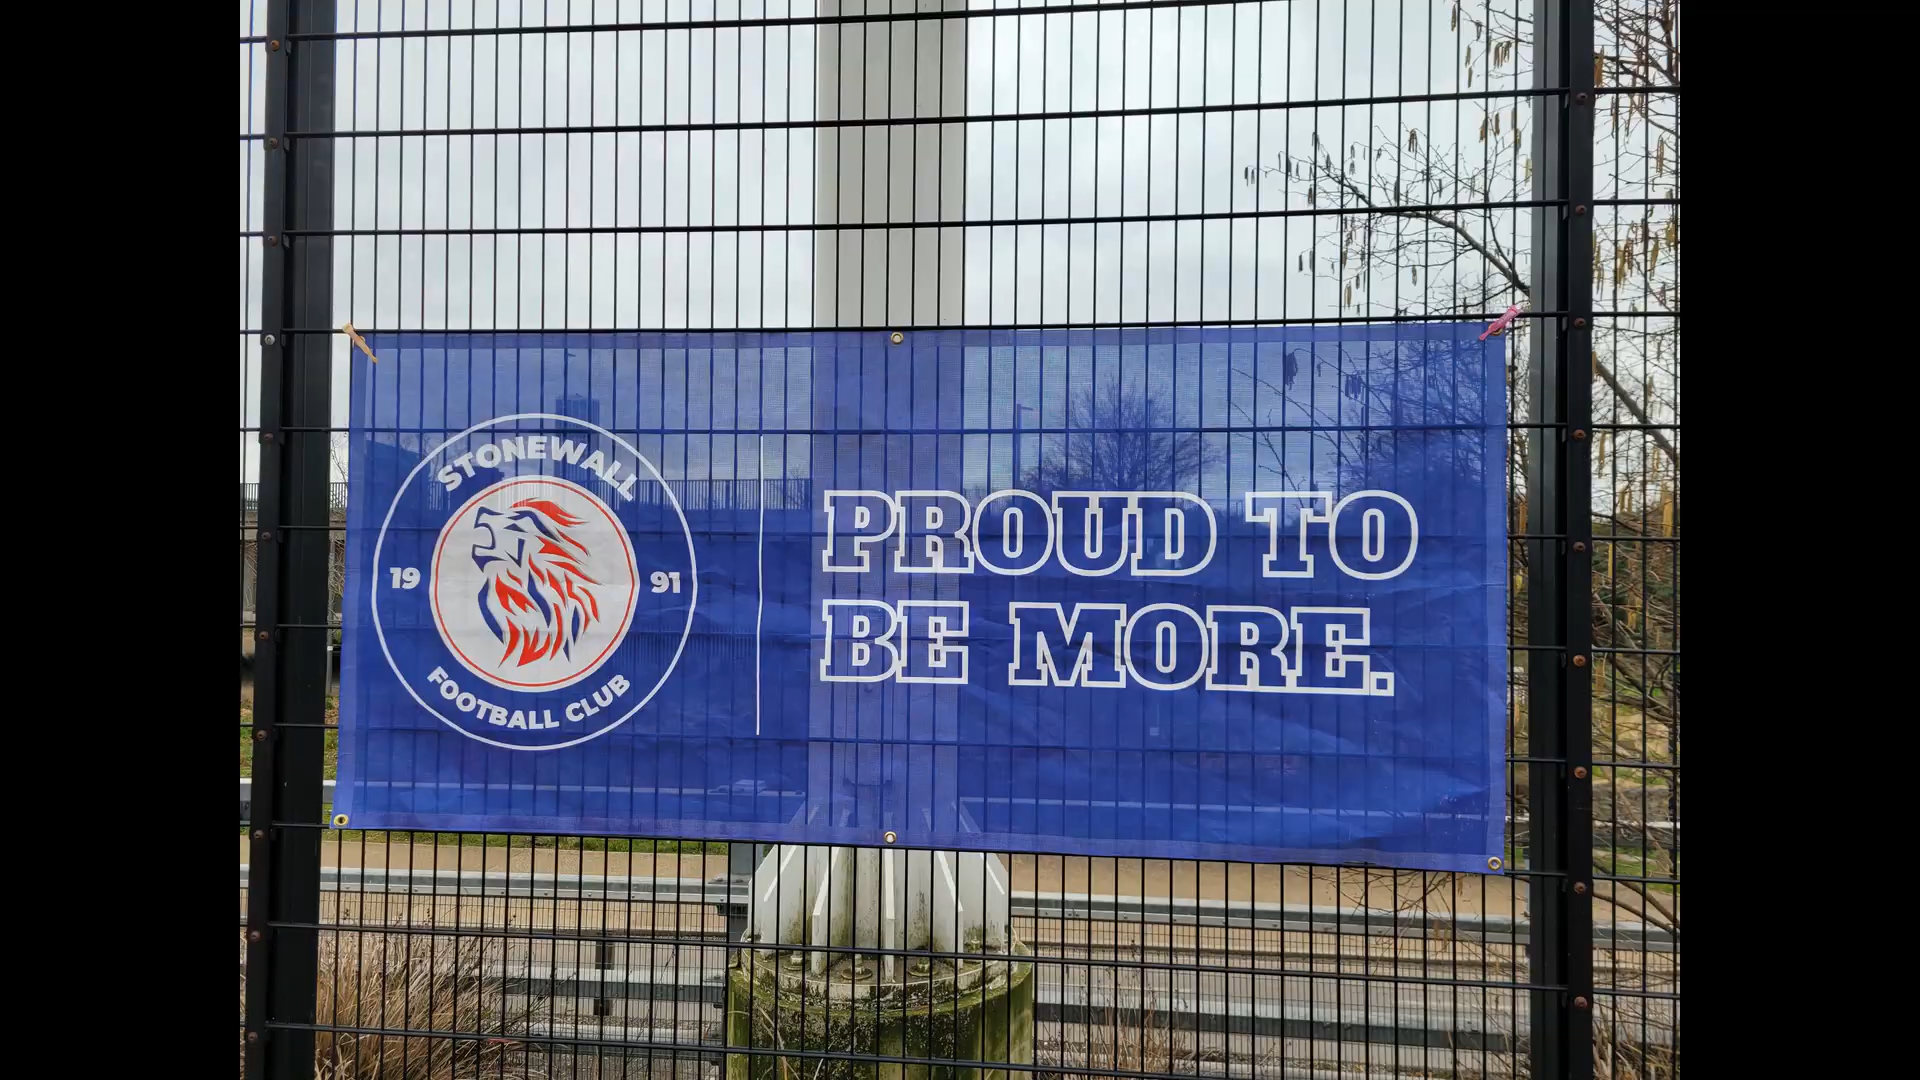 STONEWALL
19 91
FOOTBALL CLUB
PROUD TO
BE MORE.